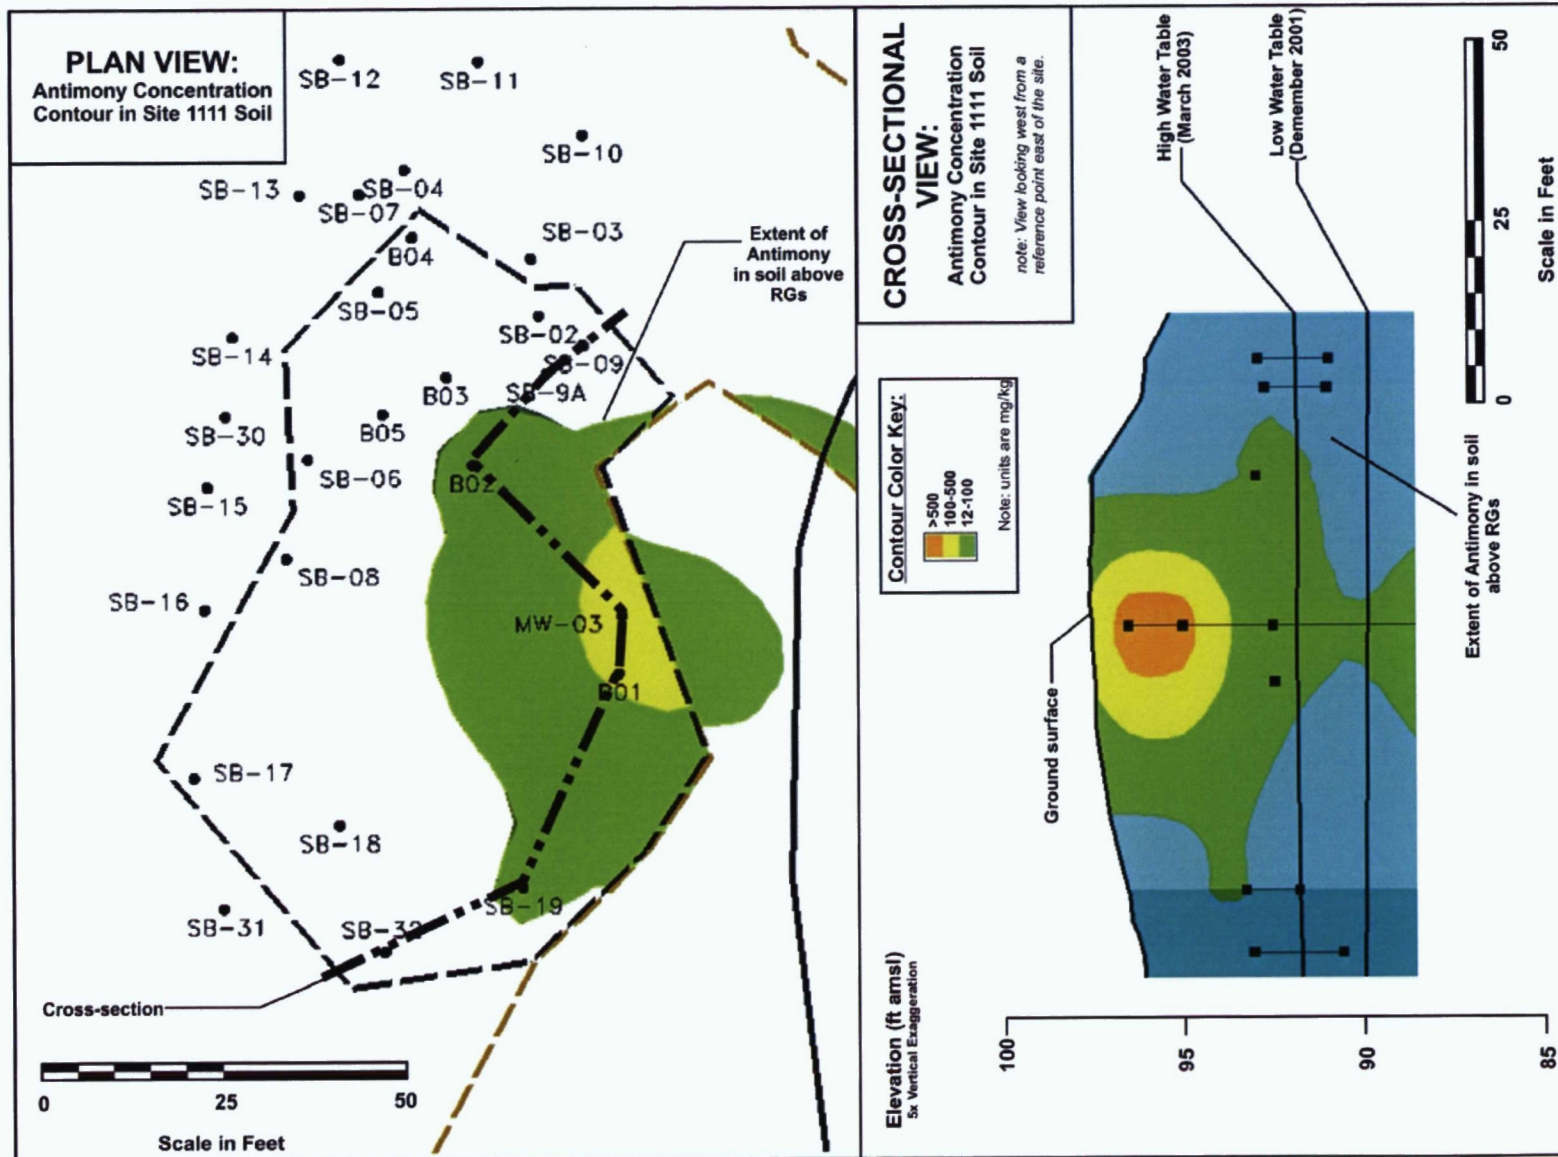 PLAN VIEW:
Antimony Concentration
Contour in Site 1111 Soil
SB-12
SB-11
SB-10
SB-13
SB-04
SB-07
SB-03
B04
Extent of
Antimony
in soil above
RGs
SB-05
SB-02
SB-14
SB-09
B03
SB-9A
SB-30
B05
SB-06
B02
SB-15
SB-08
SB-16
MW-03
B01
SB-17
SB-18
SB-19
SB-31
SB-32
Cross-section
0
25
50
Scale in Feet
CROSS-SECTIONAL
VIEW:
Antimony Concentration
Contour in Site 1111 Soil
note: View looking west from a
reference point east of the site.
High Water Table
(March 2003)
Low Water Table
(Demember 2001)
50
25
0
Scale in Feet
Contour Color Key:
>500
100-500
12-100
Note: units are mg/kg
Ground surface
Extent of Antimony in soil
above RGs
Elevation (ft amsl)
5x Vertical Exaggeration
100
95
90
85